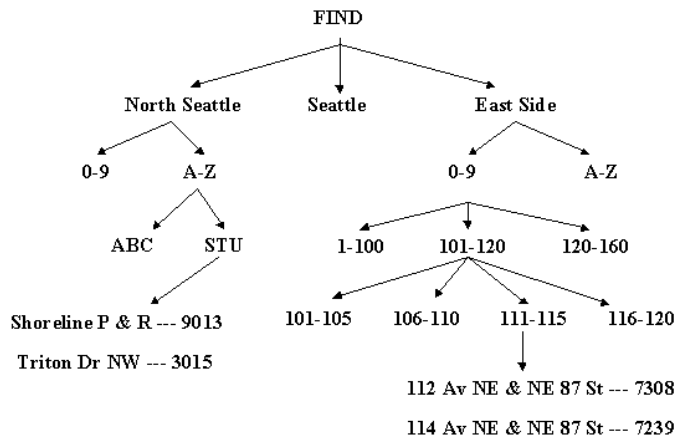 FIND
North Seattle Seattle East Side
0-9 A-Z 0-9 A-Z
ABC STU 1-100 101-120 120-160
Shoreline P & R --- 9013 101-105 106-110 111-115 116-120
Triton Dr NW --- 3015
112 Av NE & NE 87 St --- 7308
114 Av NE & NE 87 St --- 7239